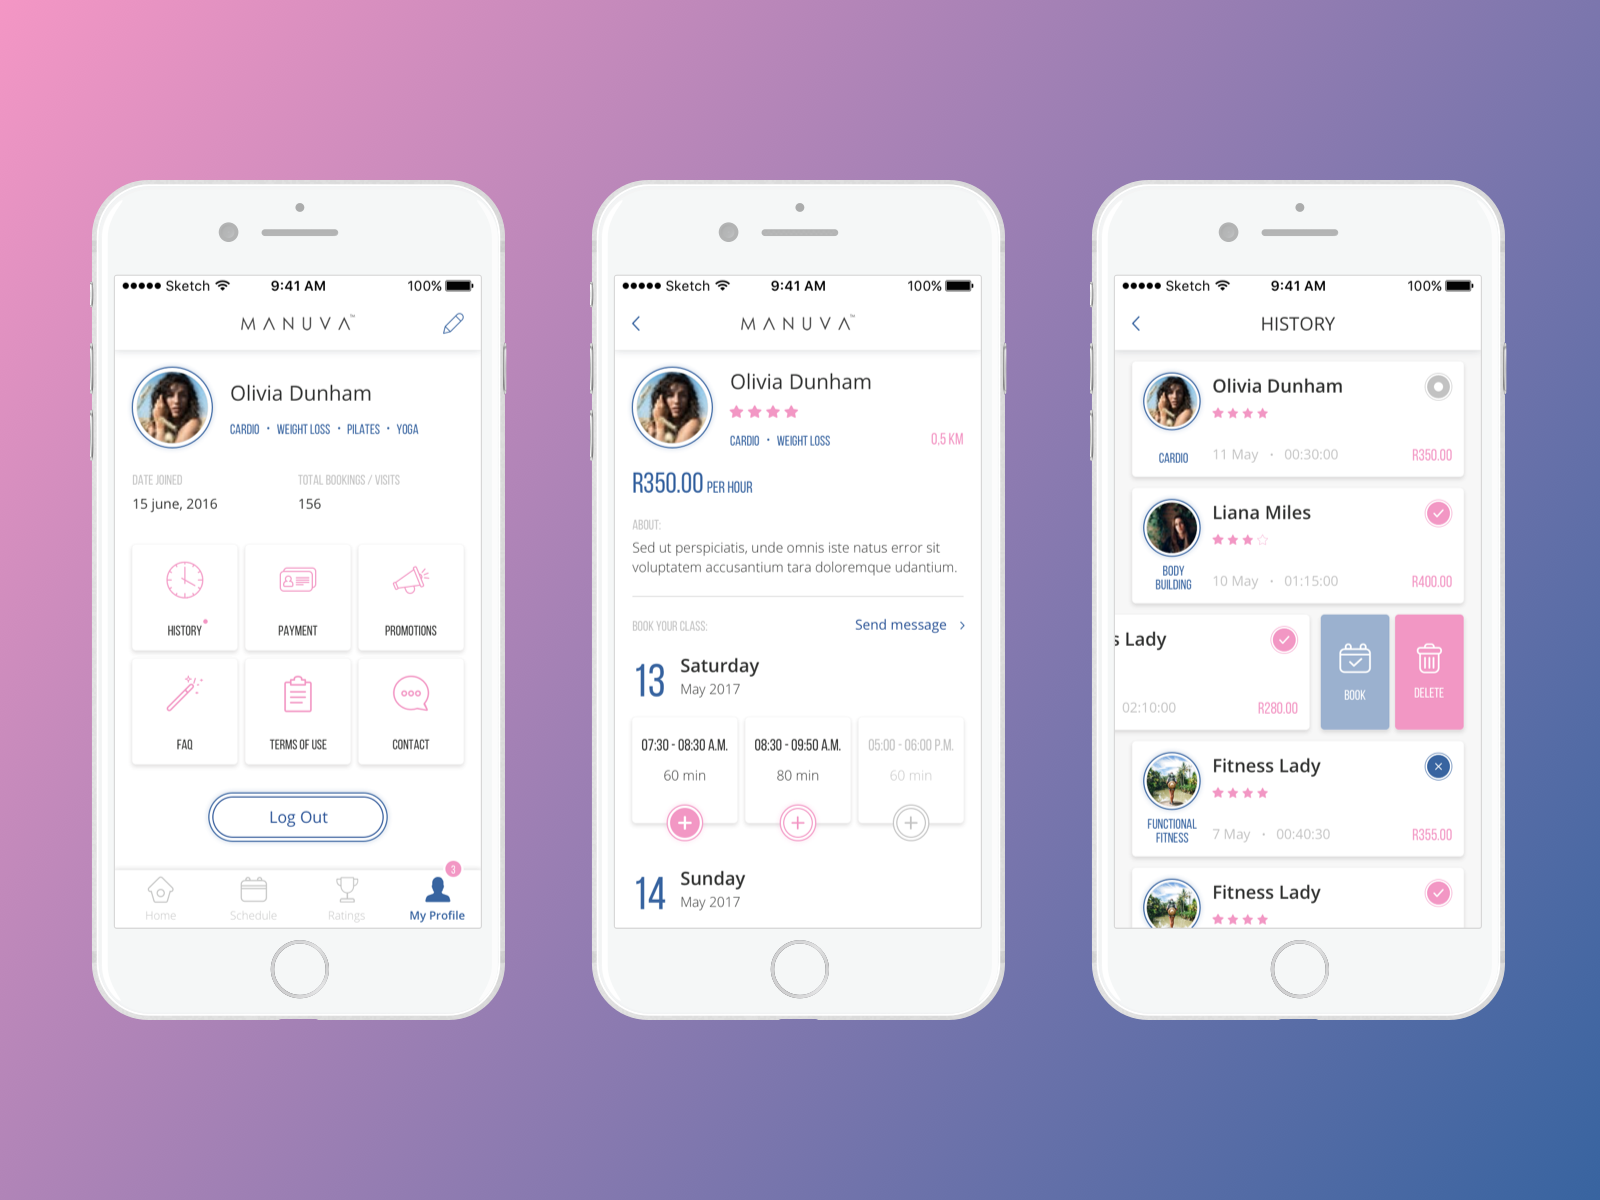 Sketch 9:41 AM 100%
MANUVA™
Olivia Dunham
CARDIO • WEIGHT LOSS • PILATES • YOGA
DATE JOINED TOTAL BOOKINGS / VISITS
15 june, 2016 156
HISTORY PAYMENT PROMOTIONS
FAQ TERMS OF USE CONTACT
Log Out
3
Home Schedule Ratings My Profile
Sketch 9:41 AM 100%
MANUVA™
Olivia Dunham
CARDIO • WEIGHT LOSS 0,5 KM
R350.00 PER HOUR
ABOUT:
Sed ut perspiciatis, unde omnis iste natus error sit
voluptatem accusantium tara doloremque udantium.
BOOK YOUR CLASS: Send message
13 Saturday
May 2017
07:30 - 08:30 A.M. 08:30 - 09:50 A.M. 05:00 - 06:00 P.M.
60 min 80 min 60 min
14 Sunday
May 2017
Sketch 9:41 AM 100%
HISTORY
Olivia Dunham
CARDIO 11 May • 00:30:00 R350.00
Liana Miles
BODY
BUILDING 10 May • 01:15:00 R400.00
s Lady
02:10:00 R280.00
BOOK DELETE
Fitness Lady
FUNCTIONAL
FITNESS 7 May • 00:40:30 R355.00
Fitness Lady